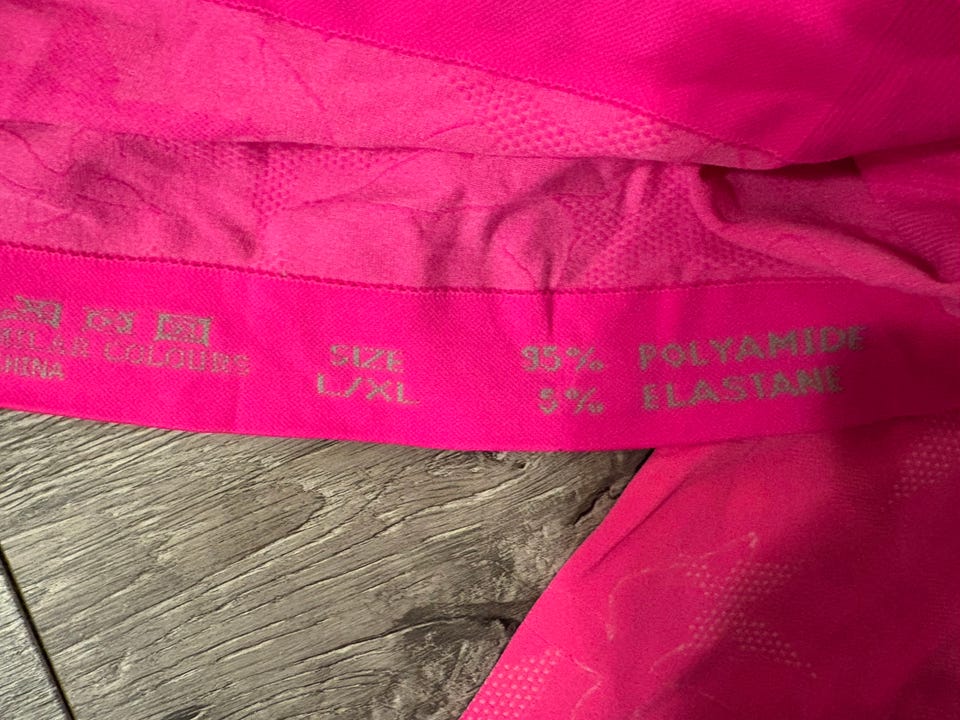 COLOURS
SIZE
L/XL
95% POLYAMIDE
5% ELASTANE